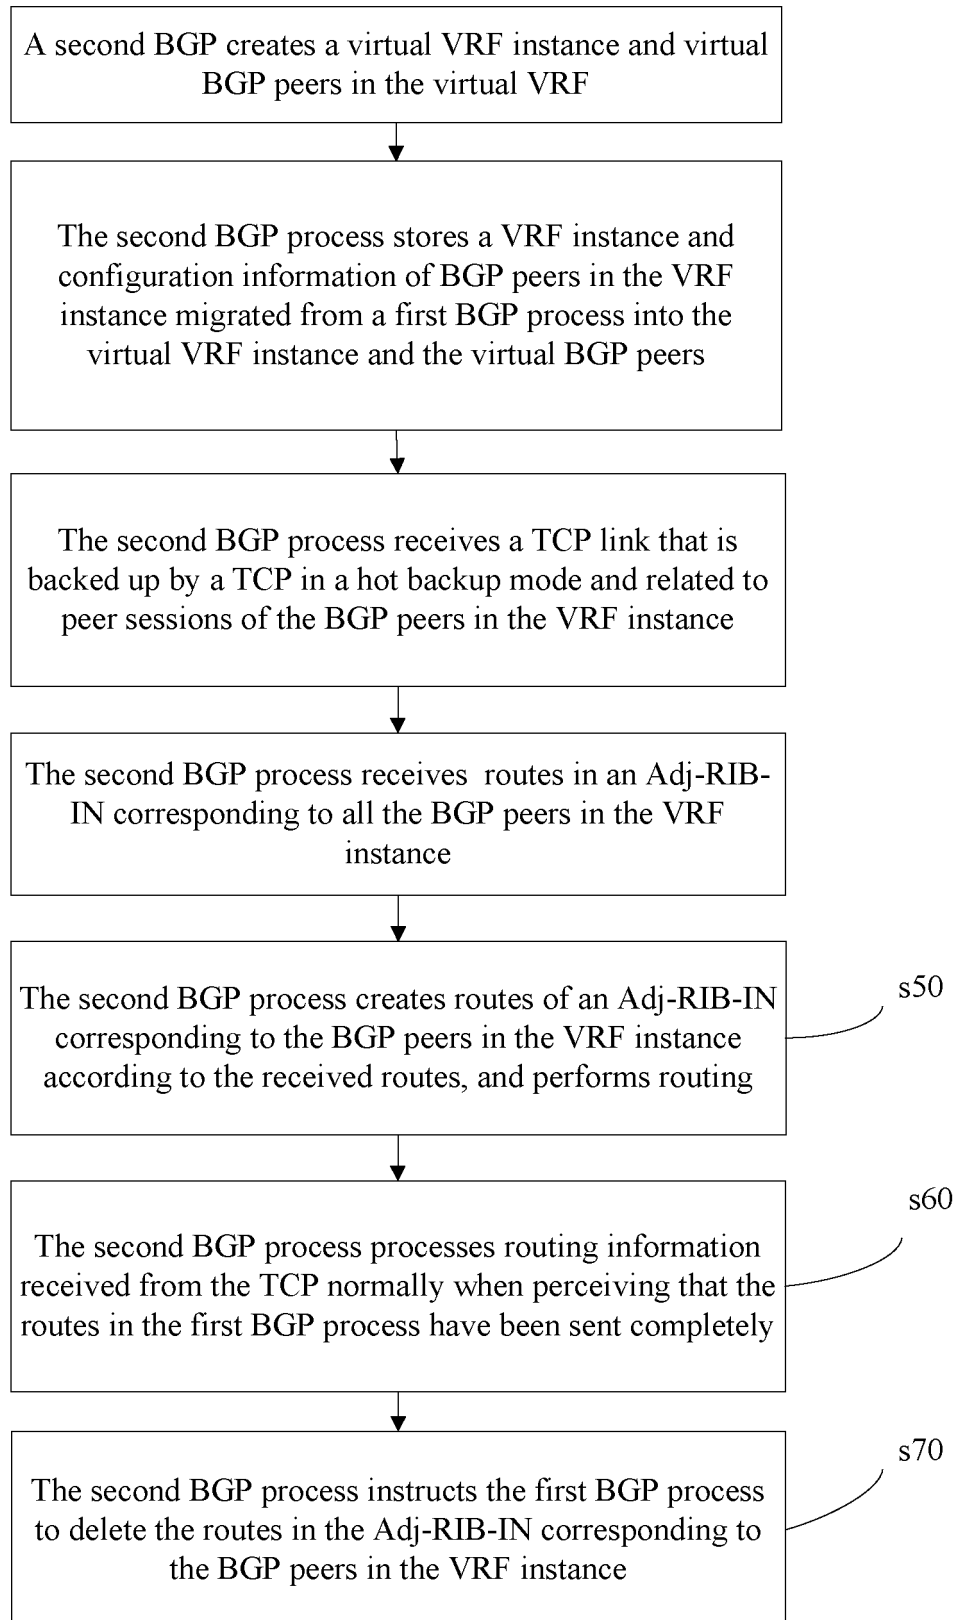 A second BGP creates a virtual VRF instance and virtual
BGP peers in the virtual VRF
The second BGP process stores a VRF instance and
configuration information of BGP peers in the VRF
instance migrated from a first BGP process into the
virtual VRF instance and the virtual BGP peers
The second BGP process receives a TCP link that is
backed up by a TCP in a hot backup mode and related to
peer sessions of the BGP peers in the VRF instance
The second BGP process receives routes in an Adj-RIB-
IN corresponding to all the BGP peers in the VRF
instance
The second BGP process creates routes of an Adj-RIB-IN
corresponding to the BGP peers in the VRF instance
according to the received routes, and performs routing
s50
The second BGP process processes routing information
received from the TCP normally when perceiving that the
routes in the first BGP process have been sent completely
s60
The second BGP process instructs the first BGP process
to delete the routes in the Adj-RIB-IN corresponding to
the BGP peers in the VRF instance
s70